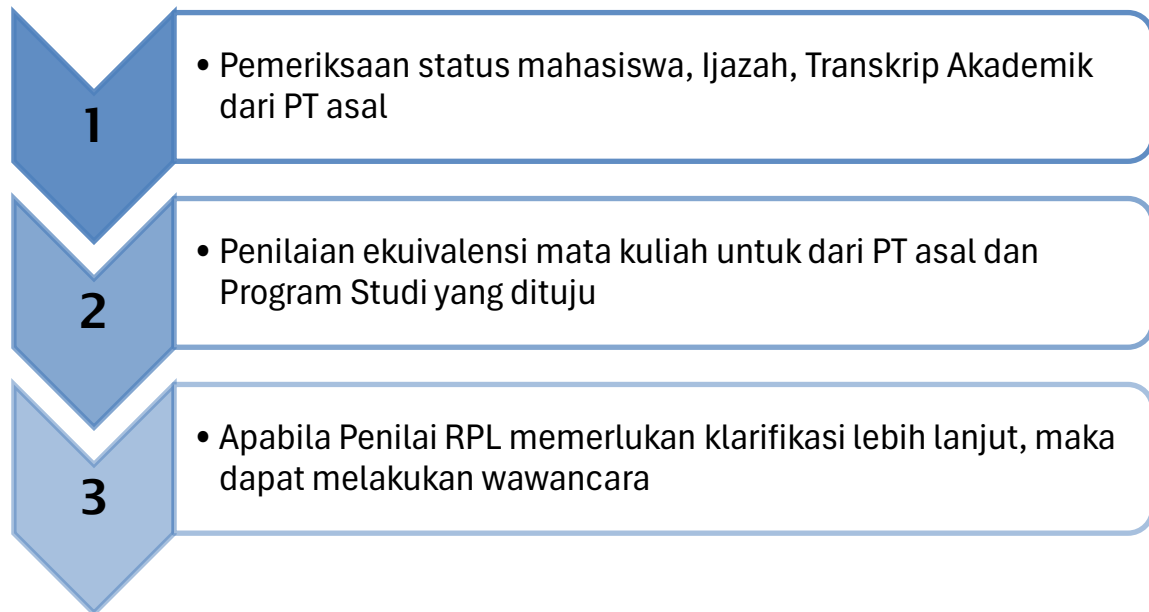 1
• Pemeriksaan status mahasiswa, Ijazah, Transkrip Akademik
dari PT asal
2
• Penilaian ekuivalensi mata kuliah untuk dari PT asal dan
Program Studi yang dituju
3
• Apabila Penilai RPL memerlukan klarifikasi lebih lanjut, maka
dapat melakukan wawancara